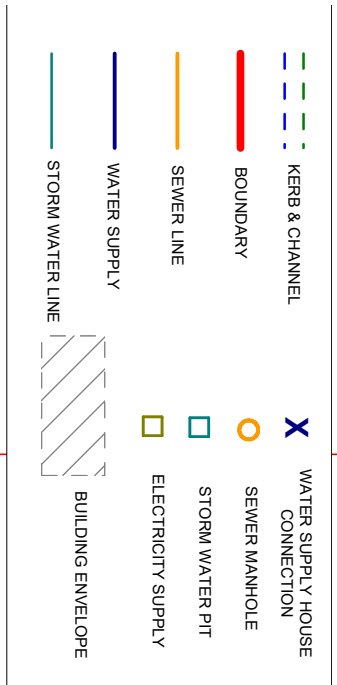 KERB & CHANNEL
BOUNDARY
SEWER LINE
WATER SUPPLY
STORM WATER LINE
X
WATER SUPPLY HOUSE
CONNECTION
SEWER MANHOLE
STORM WATER PIT
ELECTRICITY SUPPLY
BUILDING ENVELOPE